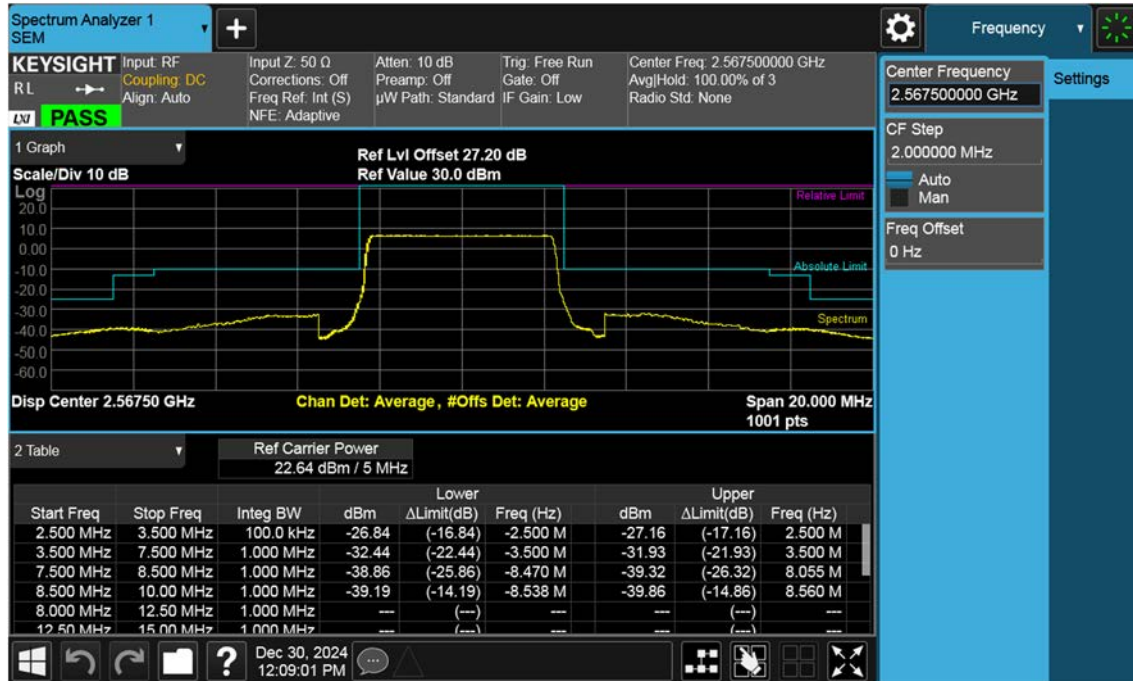 Spectrum Analyzer 1
SEM
Frequency
KEYSIGHT
RL
LXI PASS
Input: RF
Coupling: DC
Align: Auto
Input Z: 50 Ω
Corrections: Off
Freq Ref: Int (S)
NFE: Adaptive
Atten: 10 dB
Preamp: Off
µW Path: Standard
Trig: Free Run
Gate: Off
IF Gain: Low
Center Freq: 2.567500000 GHz
Avg|Hold: 100.00% of 3
Radio Std: None
Center Frequency
2.567500000 GHz
Settings
CF Step
2.000000 MHz
Auto
Man
Freq Offset
0 Hz
1 Graph
Scale/Div 10 dB
Ref Lvl Offset 27.20 dB
Ref Value 30.0 dBm
Log
Relative Limit
20.0
10.0
0.00
-10.0
Absolute Limit
-20.0
-30.0
Spectrum
-40.0
-50.0
-60.0
Disp Center 2.56750 GHz
Chan Det: Average, #Offs Det: Average
Span 20.000 MHz
1001 pts
2 Table
Ref Carrier Power
22.64 dBm / 5 MHz
Lower Upper
Start Freq Stop Freq Integ BW dBm ΔLimit(dB) Freq (Hz) dBm ΔLimit(dB) Freq (Hz)
2.500 MHz 3.500 MHz 100.0 kHz -26.84 (-16.84) -2.500 M -27.16 (-17.16) 2.500 M
3.500 MHz 7.500 MHz 1.000 MHz -32.44 (-22.44) -3.500 M -31.93 (-21.93) 3.500 M
7.500 MHz 8.500 MHz 1.000 MHz -38.86 (-25.86) -8.470 M -39.32 (-26.32) 8.055 M
8.500 MHz 10.00 MHz 1.000 MHz -39.19 (-14.19) -8.538 M -39.86 (-14.86) 8.560 M
8.000 MHz 12.50 MHz 1.000 MHz --- (---) --- --- (---) ---
12.50 MHz 15.00 MHz 1.000 MHz --- (---) --- --- (---) ---
?
Dec 30, 2024
12:09:01 PM